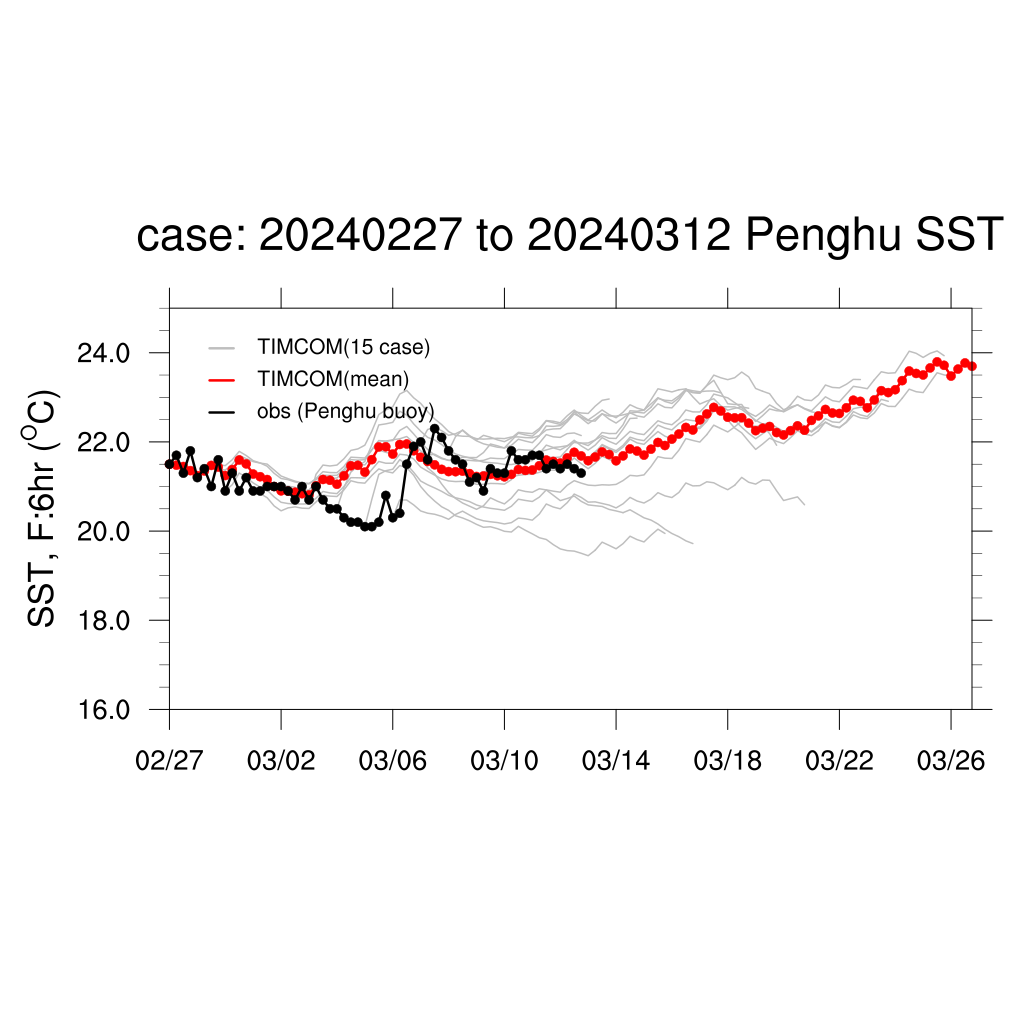 case: 20240227 to 20240312 Penghu SST
TIMCOM(15 case)
TIMCOM(mean)
obs (Penghu buoy)
SST, F:6hr (°C)
24.0
22.0
20.0
18.0
16.0
02/27 03/02 03/06 03/10 03/14 03/18 03/22 03/26